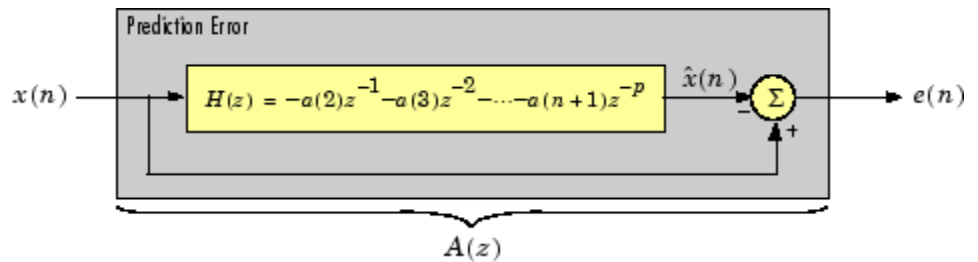 Prediction Error
x(n)
H(z) = −a(2)z^−1−a(3)z^−2−···−a(n+1)z^−p
x̂(n)
−
Σ
+
e(n)
A(z)